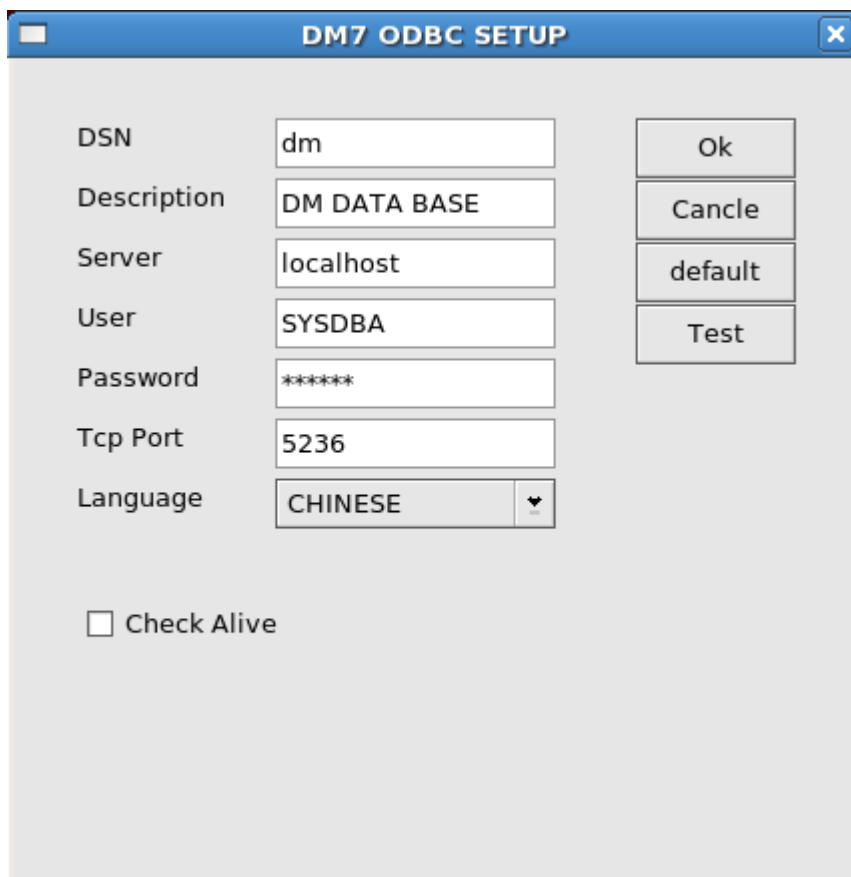 DM7 ODBC SETUP
DSN dm Ok
Description DM DATA BASE Cancle
Server localhost default
User SYSDBA Test
Password ******
Tcp Port 5236
Language CHINESE
Check Alive